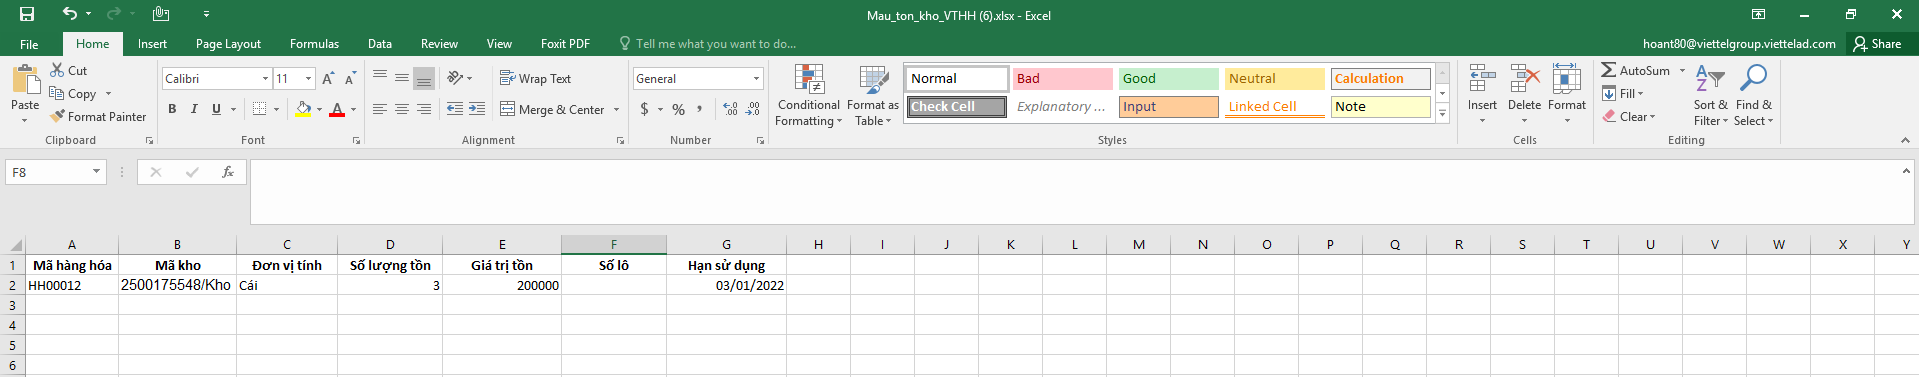 Mau_ton_kho_VTHH (6).xlsx - Excel
File Home Insert Page Layout Formulas Data Review View Foxit PDF Tell me what you want to do... hoant80@viettelgroup.viettelad.com Share
Cut Calibri 11 Wrap Text General Normal Bad Good Neutral Calculation AutoSum
Copy Paste Conditional Formatting Format as Table Insert Delete Format Fill Sort & Filter Find & Select
Format Painter B I U Merge & Center $ % , Check Cell Explanatory ... Input Linked Cell Note Clear
Clipboard Font Alignment Number Styles Cells Editing
F8 fx
A B C D E F G H I J K L M N O P Q R S T U V W X Y
1 Mã hàng hóa Mã kho Đơn vị tính Số lượng tồn Giá trị tồn Số lô Hạn sử dụng
2 HH00012 2500175548/Kho Cái 3 200000 03/01/2022
3
4
5
6